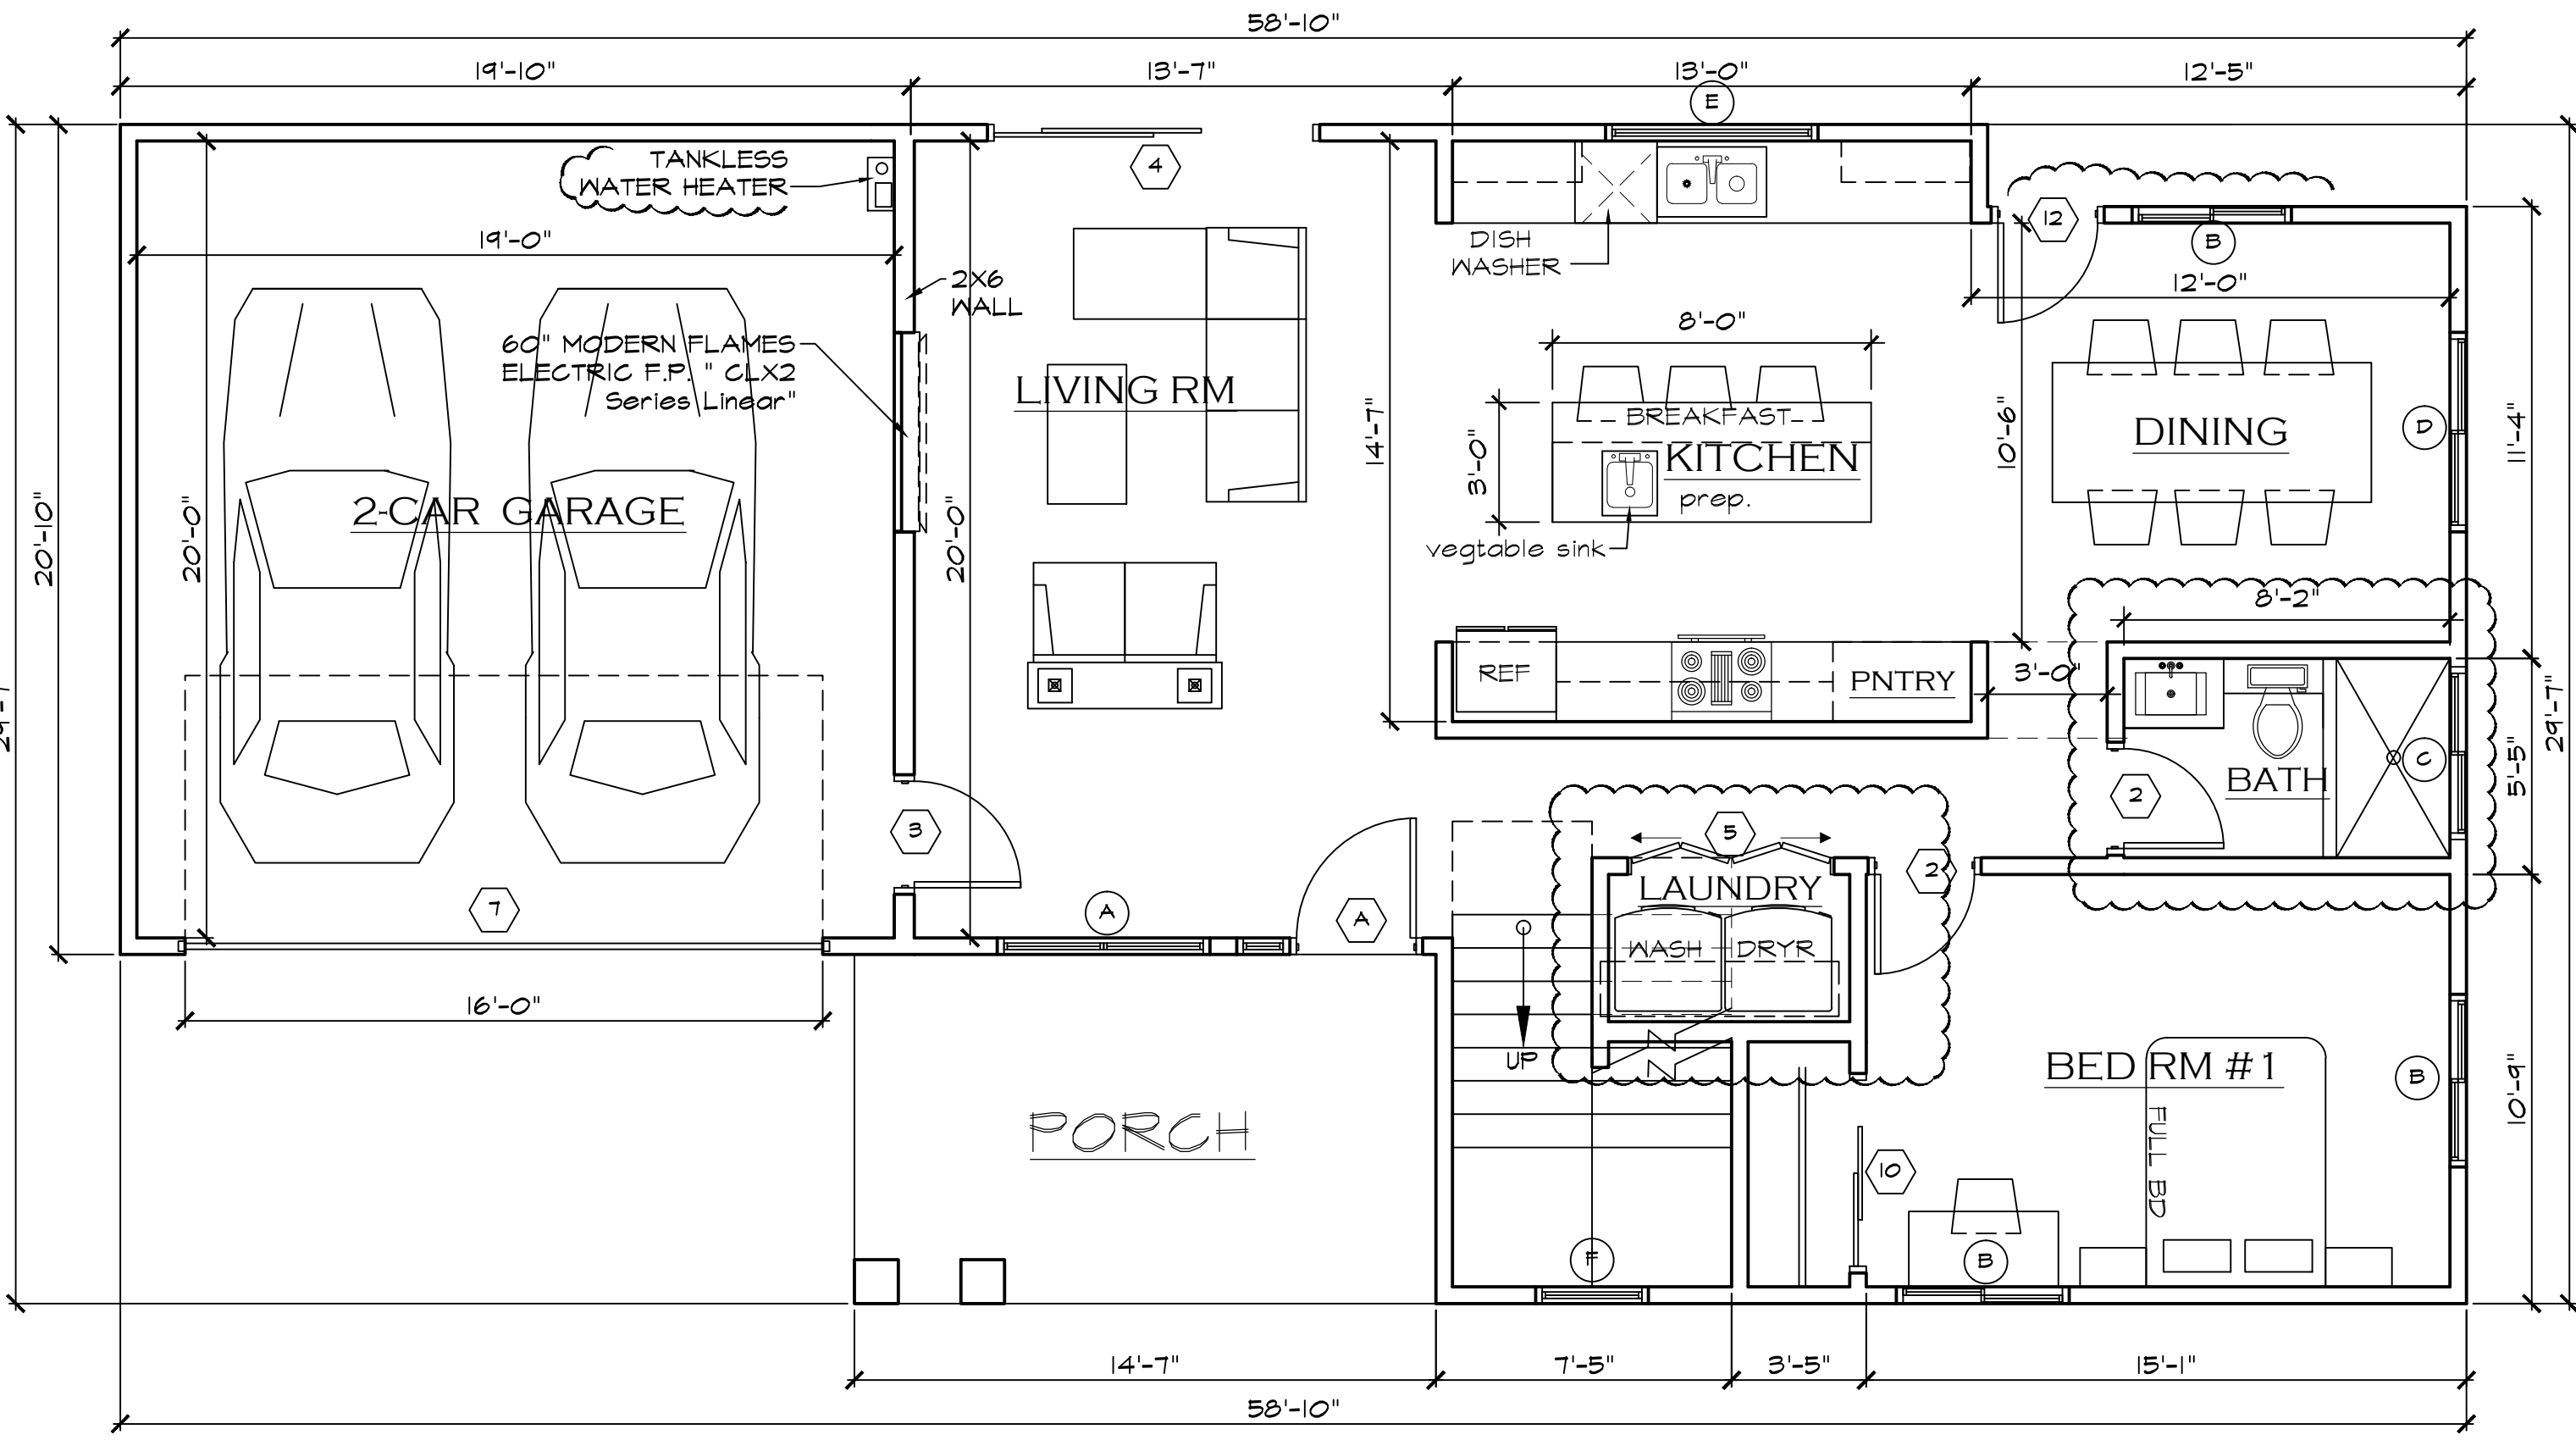 58'-10"
19'-10"
13'-7"
13'-0"
12'-5"
E
TANKLESS
WATER HEATER
4
12
B
19'-0"
DISH
WASHER
2X6
WALL
12'-0"
60" MODERN FLAMES
ELECTRIC F.P. " CLX2
Series Linear"
8'-0"
LIVING RM
BREAKFAST
KITCHEN
prep.
vegtable sink
3'-0"
14'-7"
10'-6"
DINING
D
11'-4"
2-CAR GARAGE
20'-10"
20'-0"
20'-0"
8'-2"
REF
PNTRY
3'-0"
29'-7"
29'-7"
BATH
C
5'-5"
2
3
5
2
LAUNDRY
WASH
DRYR
7
A
A
16'-0"
UP
BED RM #1
B
10'-9"
FULL BD
PORCH
10
F
B
14'-7"
7'-5"
3'-5"
15'-1"
58'-10"